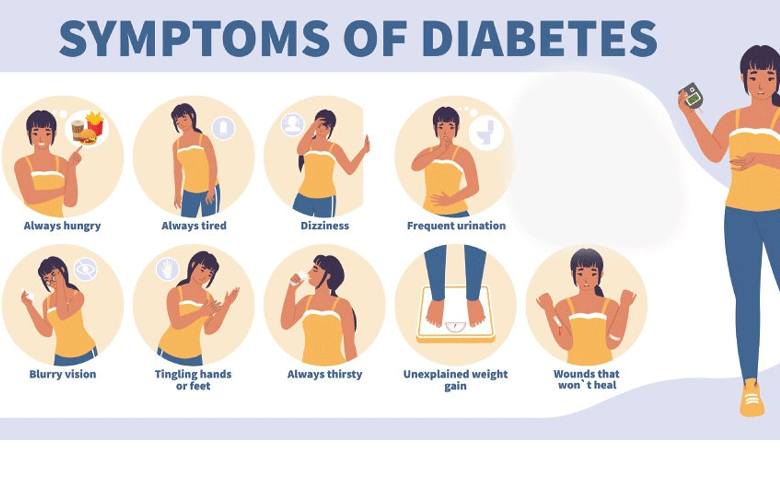 SYMPTOMS OF DIABETES
Always hungry
Always tired
Dizziness
Frequent urination
Blurry vision
Tingling hands
or feet
Always thirsty
Unexplained weight
gain
Wounds that
won`t heal